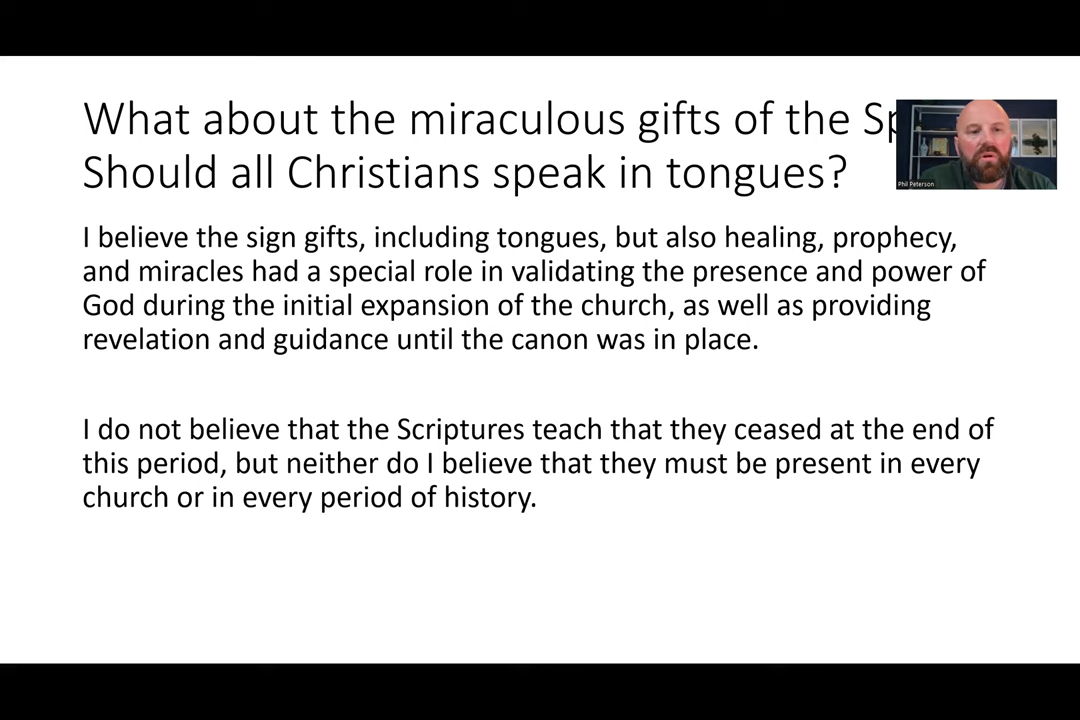 What about the miraculous gifts of the
Should all Christians speak in tongues?
Phil Peterson
I believe the sign gifts, including tongues, but also healing, prophecy,
and miracles had a special role in validating the presence and power of
God during the initial expansion of the church, as well as providing
revelation and guidance until the canon was in place.
I do not believe that the Scriptures teach that they ceased at the end of
this period, but neither do I believe that they must be present in every
church or in every period of history.